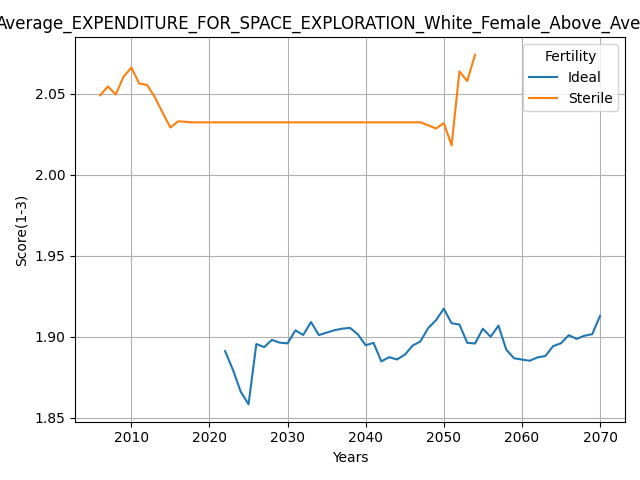 Average_EXPENDITURE_FOR_SPACE_EXPLORATION_White_Female_Above_Ave
Fertility
Ideal
Sterile
Score(1-3)
2.05
2.00
1.95
1.90
1.85
2010 2020 2030 2040 2050 2060 2070
Years